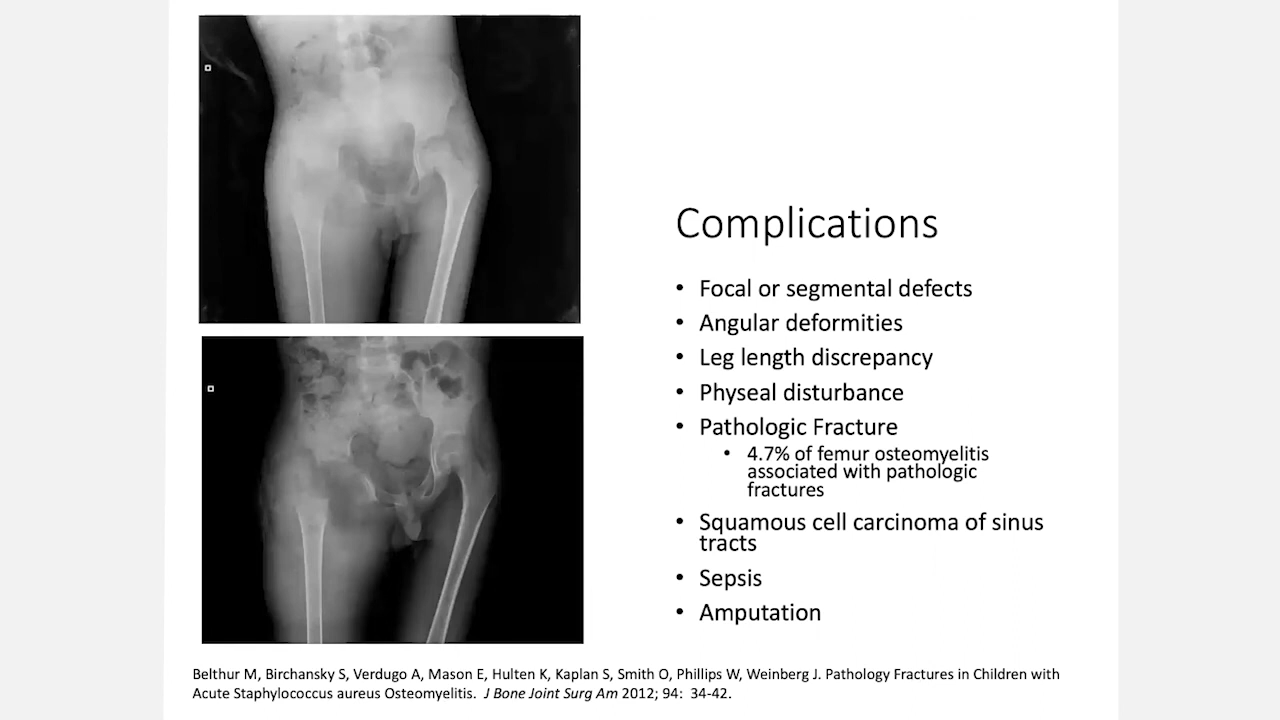 Complications
• Focal or segmental defects
• Angular deformities
• Leg length discrepancy
• Physeal disturbance
• Pathologic Fracture
• 4.7% of femur osteomyelitis
associated with pathologic
fractures
• Squamous cell carcinoma of sinus
tracts
• Sepsis
• Amputation
Belthur M, Birchansky S, Verdugo A, Mason E, Hulten K, Kaplan S, Smith O, Phillips W, Weinberg J. Pathology Fractures in Children with
Acute Staphylococcus aureus Osteomyelitis. J Bone Joint Surg Am 2012; 94: 34-42.